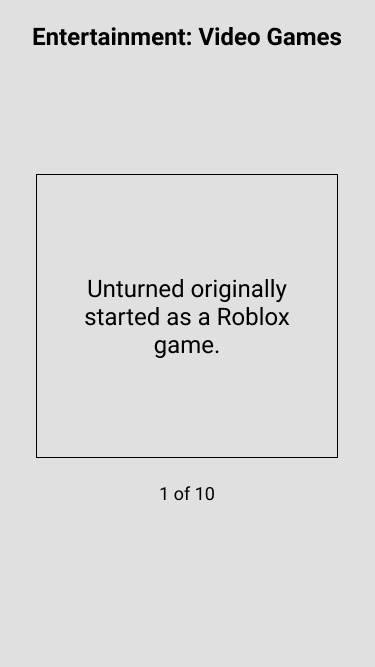 Entertainment: Video Games
Unturned originally
started as a Roblox
game.
1 of 10